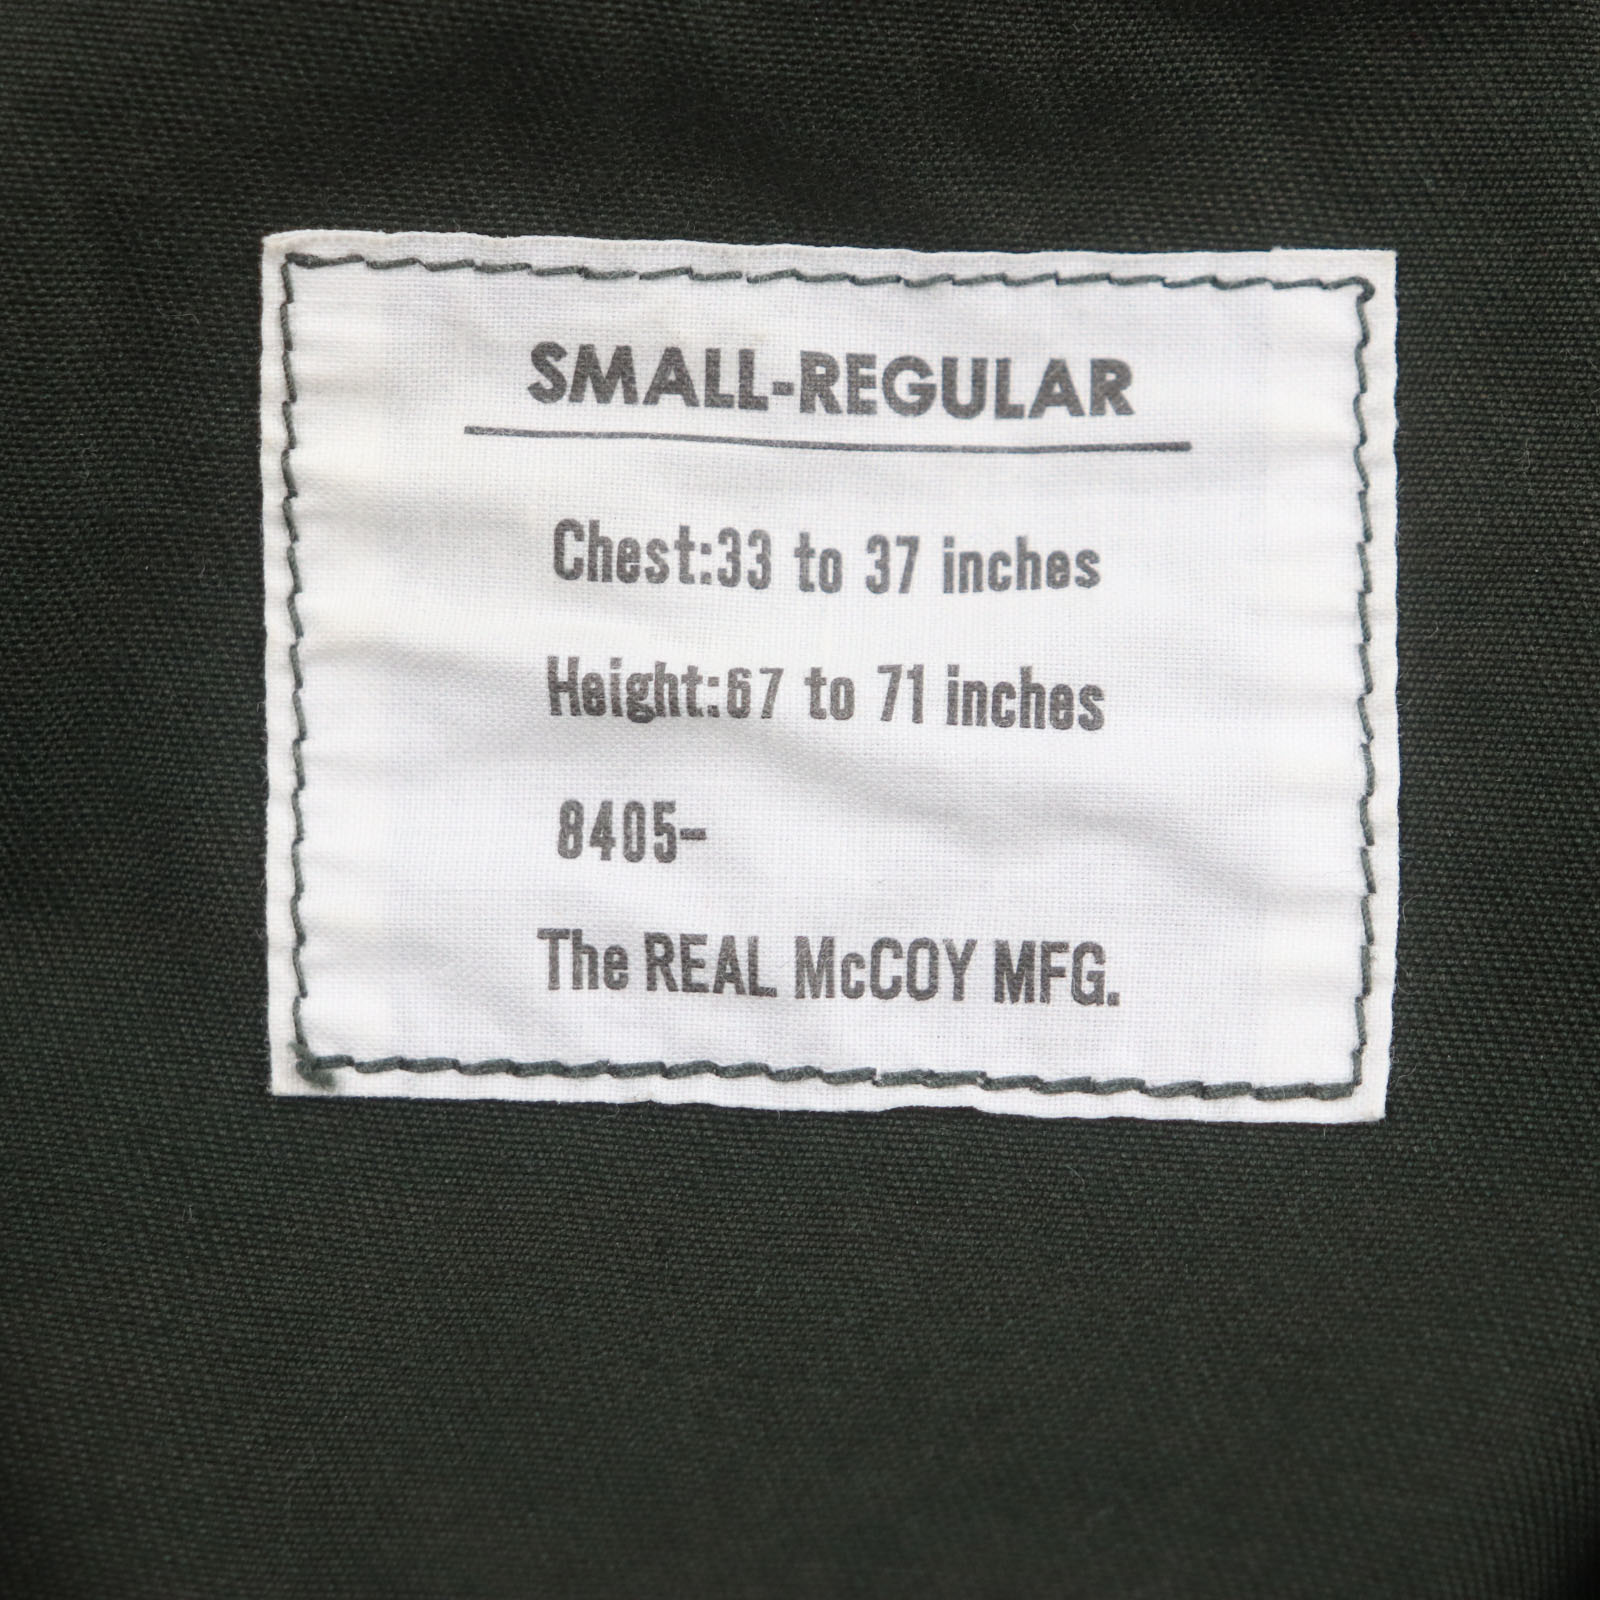 SMALL-REGULAR
Chest:33 to 37 inches
Height:67 to 71 inches
8405-
The REAL McCOY MFG.